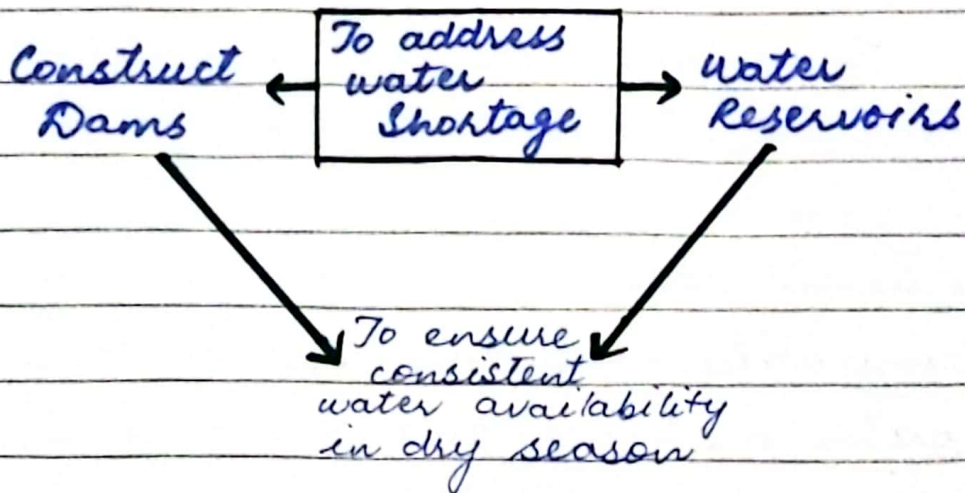 Construct
Dams
To address
water
Shortage
water
Reservoirs
To ensure
consistent
water availability
in dry season